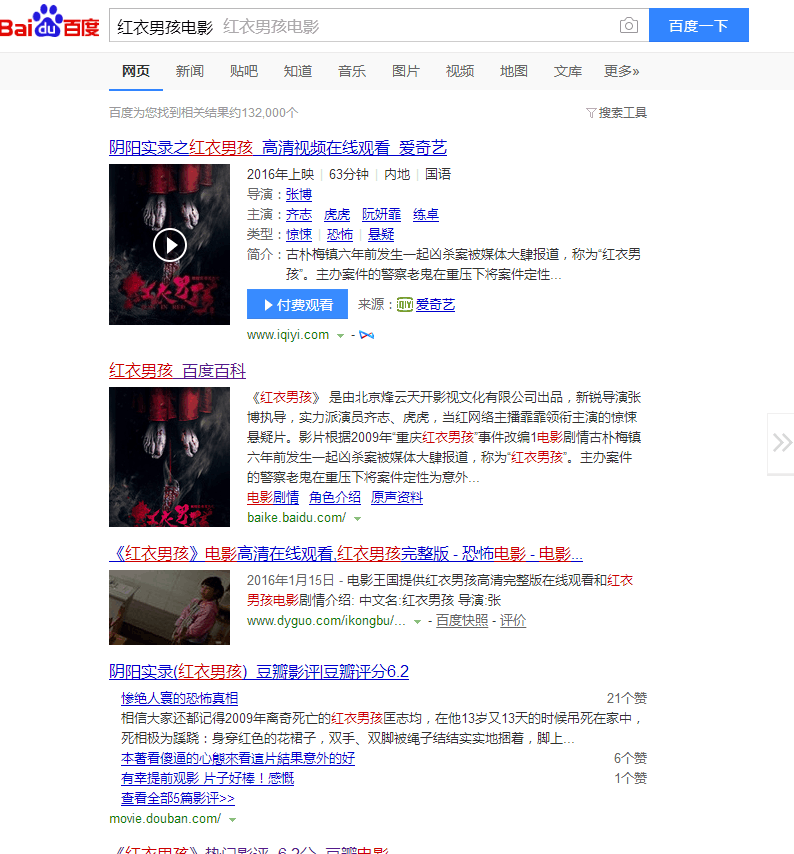 Bai du 百度
红衣男孩电影 红衣男孩电影
百度一下
网页 新闻 贴吧 知道 音乐 图片 视频 地图 文库 更多»
百度为您找到相关结果约132,000个
搜索工具
阴阳实录之红衣男孩_高清视频在线观看_爱奇艺
2016年上映 | 63分钟 | 内地 | 国语
导演：张博
主演：齐志 虎虎 阮妍霏 练卓
类型：惊悚 | 恐怖 | 悬疑
简介：古朴梅镇六年前发生一起凶杀案被媒体大肆报道，称为“红衣男
孩”。主办案件的警察老鬼在重压下将案件定性...
付费观看 来源：QIY 爱奇艺
www.iqiyi.com -
红衣男孩
红衣男孩_百度百科
《红衣男孩》 是由北京烽云天开影视文化有限公司出品，新锐导演张
博执导，实力派演员齐志、虎虎，当红网络主播霏霏领衔主演的惊悚
悬疑片。影片根据2009年“重庆红衣男孩”事件改编1电影剧情古朴梅镇
六年前发生一起凶杀案被媒体大肆报道，称为“红衣男孩”。主办案件
的警察老鬼在重压下将案件定性为意外...
电影剧情 角色介绍 原声资料
baike.baidu.com/
红衣男孩
《红衣男孩》电影高清在线观看,红衣男孩完整版 - 恐怖电影 - 电影...
2016年1月15日 - 电影王国提供红衣男孩高清完整版在线观看和红衣
男孩电影剧情介绍: 中文名:红衣男孩 导演:张
www.dyguo.com/ikongbu/... - 百度快照 - 评价
阴阳实录(红衣男孩)_豆瓣影评|豆瓣评分6.2
惨绝人寰的恐怖真相 21个赞
相信大家还都记得2009年离奇死亡的红衣男孩匡志均，在他13岁又13天的时候吊死在家中，
死相极为蹊跷：身穿红色的花裙子，双手、双脚被绳子结结实实地捆着，脚上...
本著看傻逼的心態來看這片結果意外的好 6个赞
有幸提前观影 片子好棒！感慨 1个赞
查看全部5篇影评>>
movie.douban.com/
《红衣男孩》热门影评_6.2分_豆瓣电影